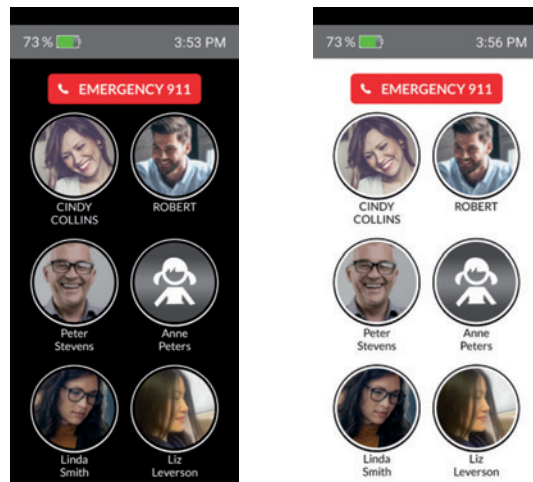 73 % 3:53 PM
EMERGENCY 911
CINDY
COLLINS
ROBERT
Peter
Stevens
Anne
Peters
Linda
Smith
Liz
Leverson
73 % 3:56 PM
EMERGENCY 911
CINDY
COLLINS
ROBERT
Peter
Stevens
Anne
Peters
Linda
Smith
Liz
Leverson